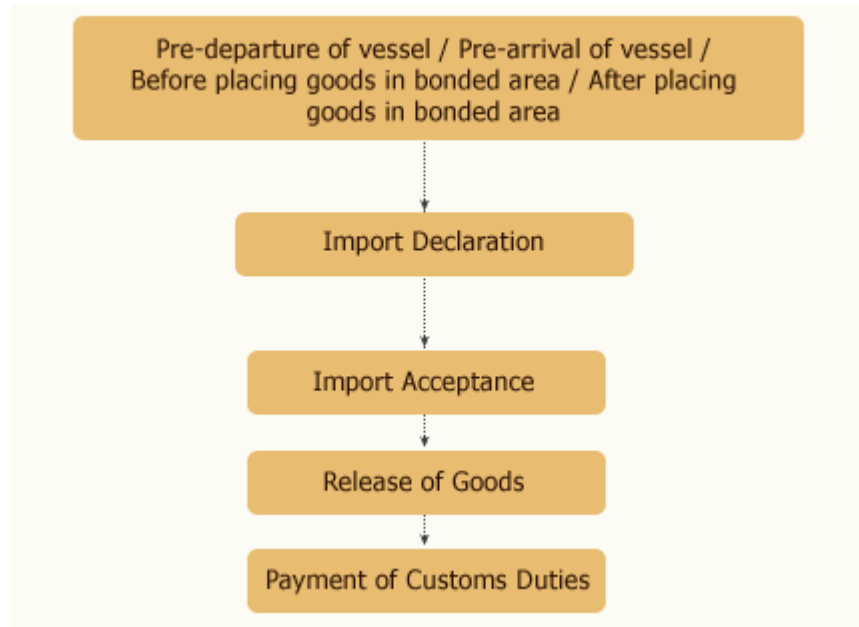 Pre-departure of vessel / Pre-arrival of vessel /
Before placing goods in bonded area / After placing
goods in bonded area
Import Declaration
Import Acceptance
Release of Goods
Payment of Customs Duties